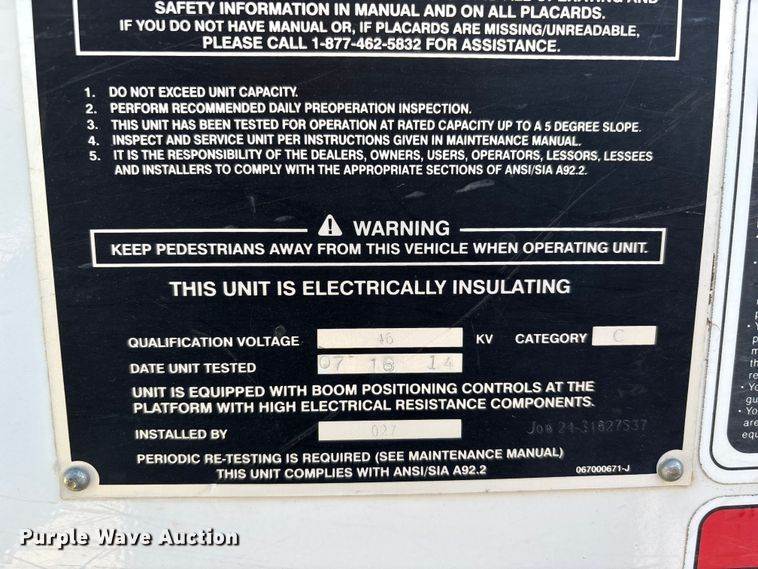 SAFETY INFORMATION IN MANUAL AND ON ALL PLACARDS.
IF YOU DO NOT HAVE MANUAL OR, IF PLACARDS ARE MISSING/UNREADABLE,
PLEASE CALL 1-877-462-5832 FOR ASSISTANCE.
1. DO NOT EXCEED UNIT CAPACITY.
2. PERFORM RECOMMENDED DAILY PREOPERATION INSPECTION.
3. THIS UNIT HAS BEEN TESTED FOR OPERATION AT RATED CAPACITY UP TO A 5 DEGREE SLOPE.
4. INSPECT AND SERVICE UNIT PER INSTRUCTIONS GIVEN IN MAINTENANCE MANUAL.
5. IT IS THE RESPONSIBILITY OF THE DEALERS, OWNERS, USERS, OPERATORS, LESSORS, LESSEES
AND INSTALLERS TO COMPLY WITH THE APPROPRIATE SECTIONS OF ANSI/SIA A92.2.
WARNING
KEEP PEDESTRIANS AWAY FROM THIS VEHICLE WHEN OPERATING UNIT.
THIS UNIT IS ELECTRICALLY INSULATING
QUALIFICATION VOLTAGE 46 KV CATEGORY C
DATE UNIT TESTED 07 18 14
UNIT IS EQUIPPED WITH BOOM POSITIONING CONTROLS AT THE
PLATFORM WITH HIGH ELECTRICAL RESISTANCE COMPONENTS.
INSTALLED BY 027 Job 24-31827537
PERIODIC RE-TESTING IS REQUIRED (SEE MAINTENANCE MANUAL)
THIS UNIT COMPLIES WITH ANSI/SIA A92.2 067000671-J
Purple Wave Auction